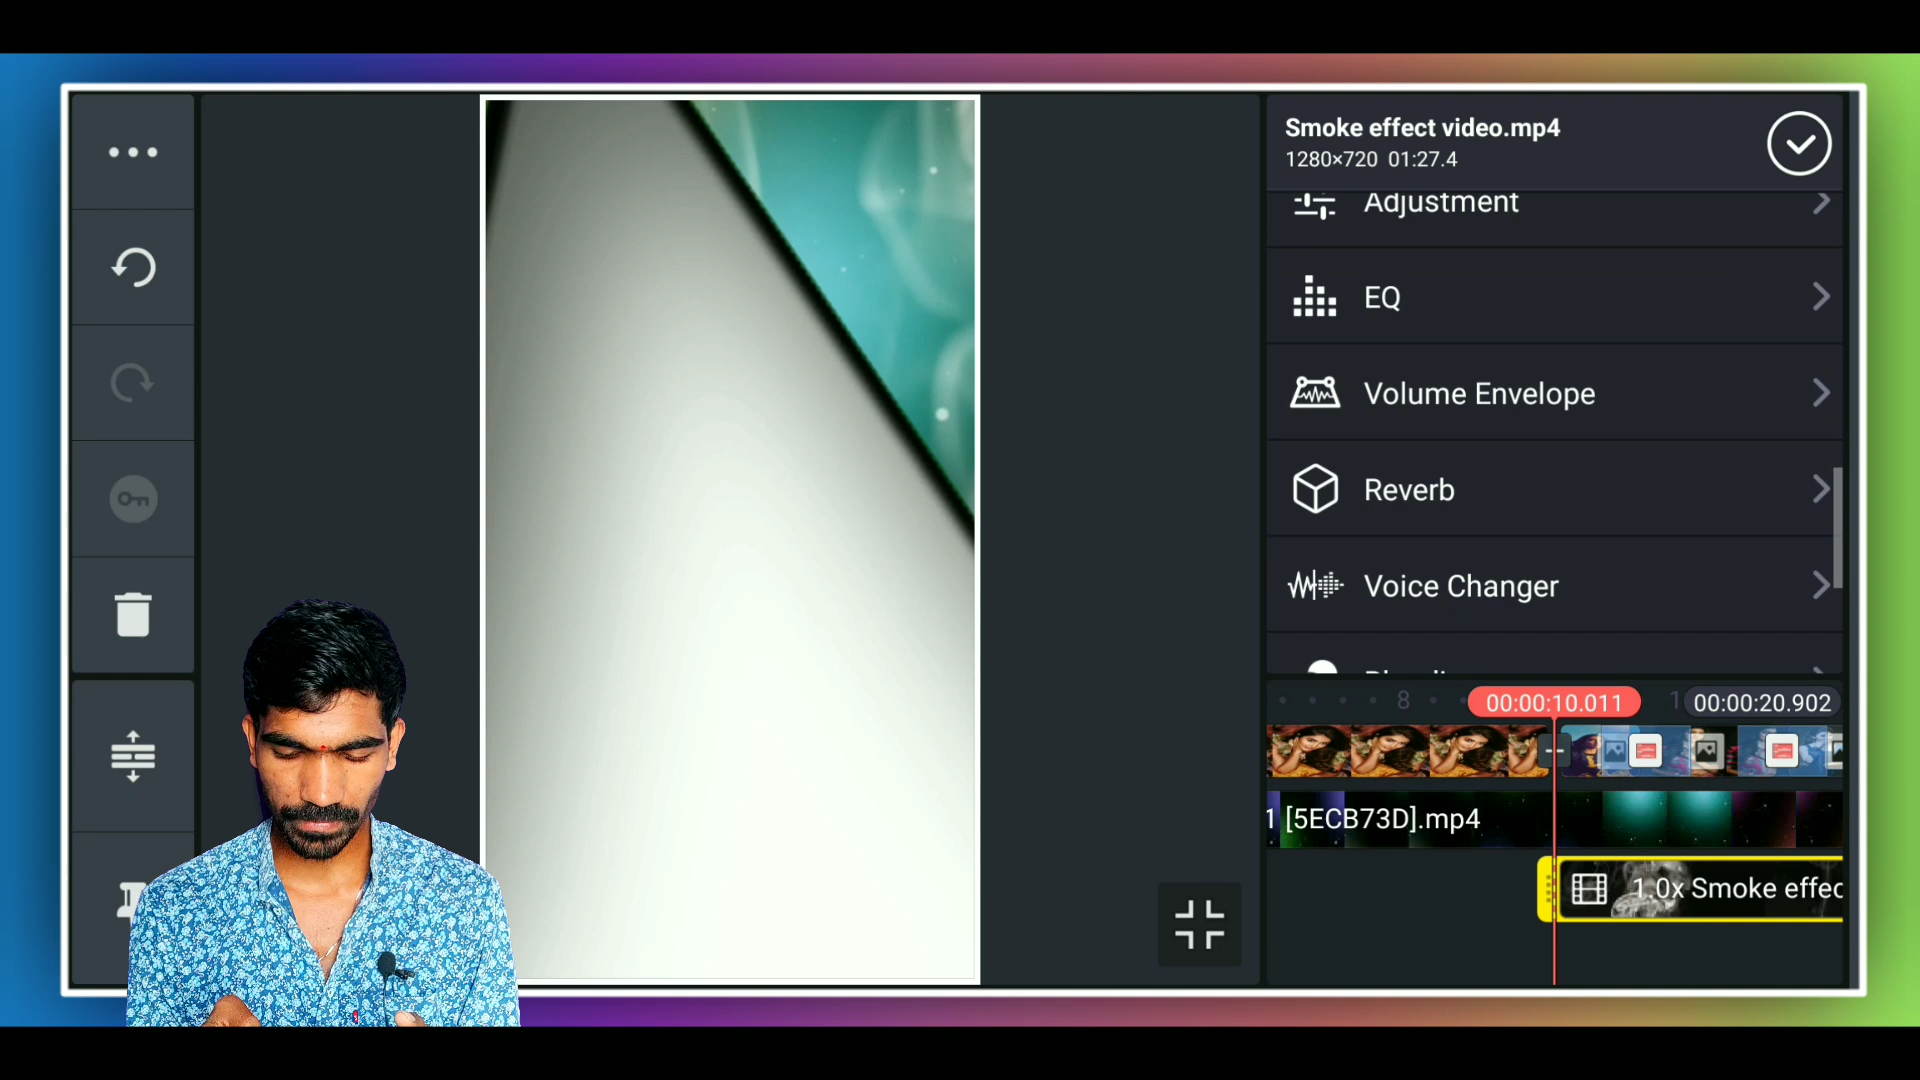 Smoke effect video.mp4
1280×720 01:27.4
Adjustment
EQ
Volume Envelope
Reverb
Voice Changer
8
00:00:10.011
1
00:00:20.902
1 [5ECB73D].mp4
1.0x Smoke effec